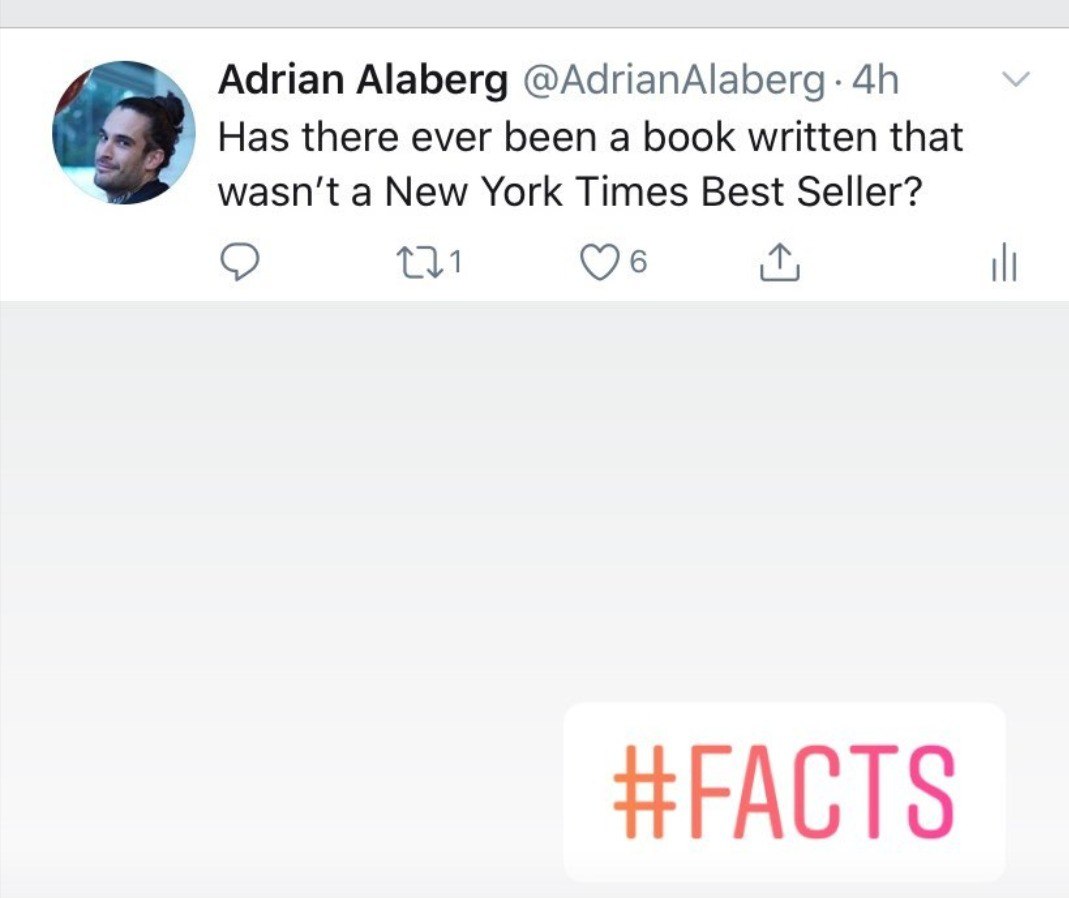 Adrian Alaberg @AdrianAlaberg · 4h
Has there ever been a book written that
wasn't a New York Times Best Seller?
1 6
#FACTS